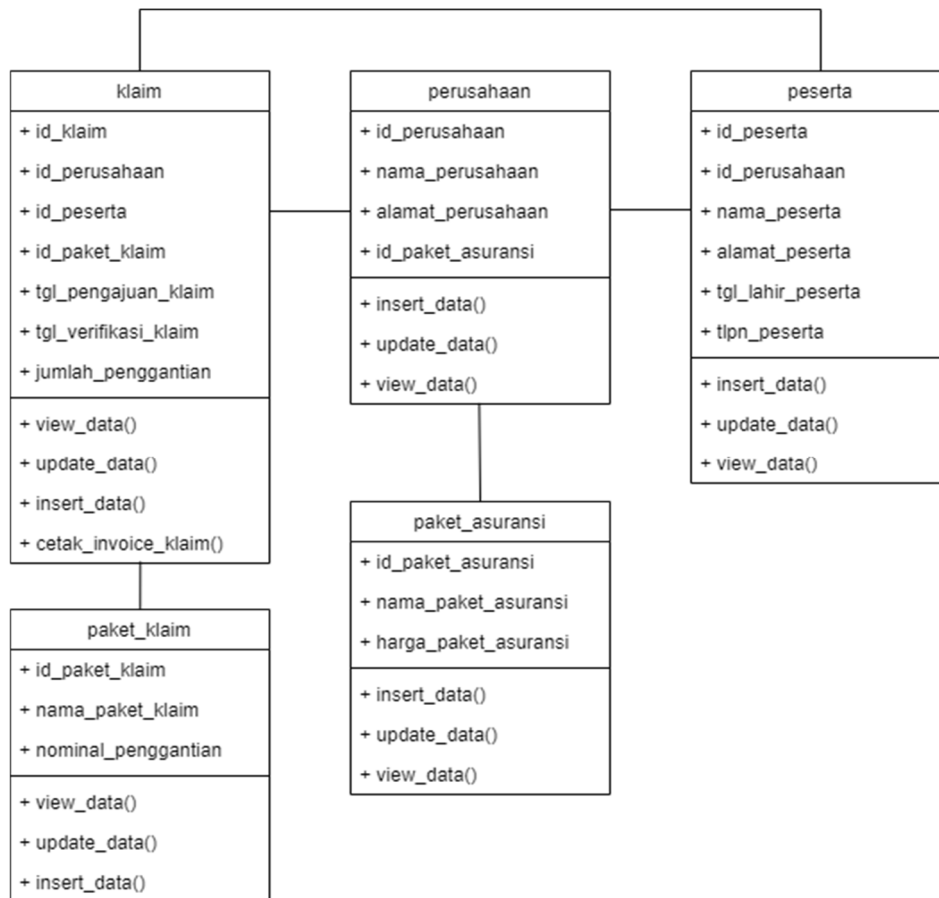 klaim
+ id_klaim
+ id_perusahaan
+ id_peserta
+ id_paket_klaim
+ tgl_pengajuan_klaim
+ tgl_verifikasi_klaim
+ jumlah_penggantian
+ view_data()
+ update_data()
+ insert_data()
+ cetak_invoice_klaim()
perusahaan
+ id_perusahaan
+ nama_perusahaan
+ alamat_perusahaan
+ id_paket_asuransi
+ insert_data()
+ update_data()
+ view_data()
peserta
+ id_peserta
+ id_perusahaan
+ nama_peserta
+ alamat_peserta
+ tgl_lahir_peserta
+ tlpn_peserta
+ insert_data()
+ update_data()
+ view_data()
paket_klaim
+ id_paket_klaim
+ nama_paket_klaim
+ nominal_penggantian
+ view_data()
+ update_data()
+ insert_data()
paket_asuransi
+ id_paket_asuransi
+ nama_paket_asuransi
+ harga_paket_asuransi
+ insert_data()
+ update_data()
+ view_data()